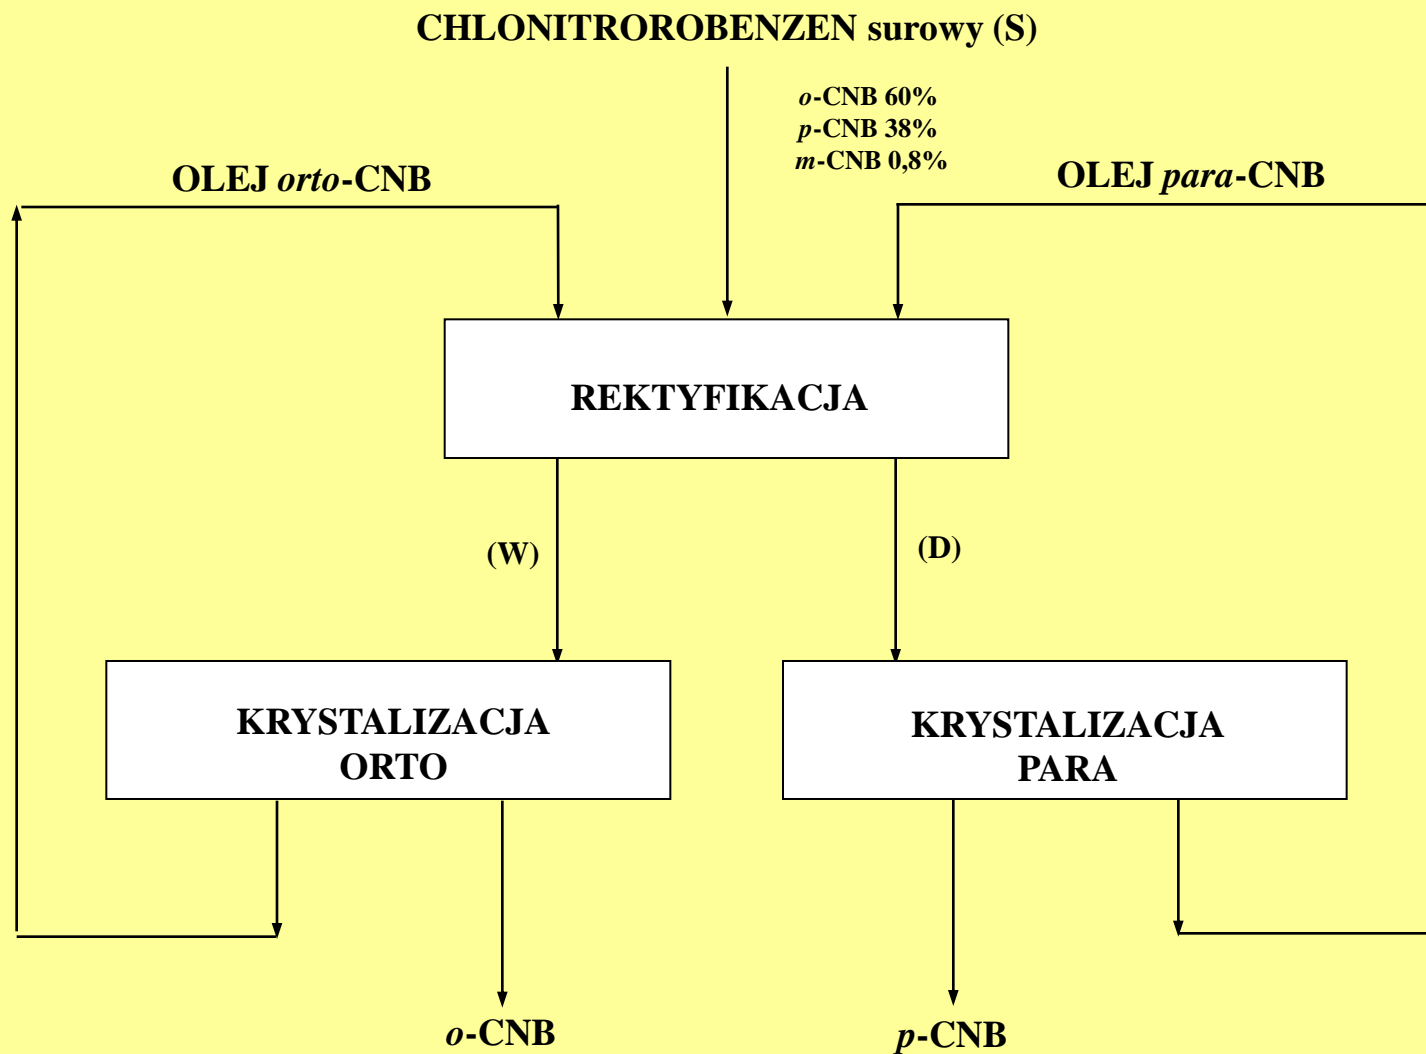 CHLONITROROBENZEN surowy (S)
o-CNB 60%
p-CNB 38%
m-CNB 0,8%
OLEJ orto-CNB
OLEJ para-CNB
REKTYFIKACJA
(W)
(D)
KRYSTALIZACJA
ORTO
KRYSTALIZACJA
PARA
o-CNB
p-CNB